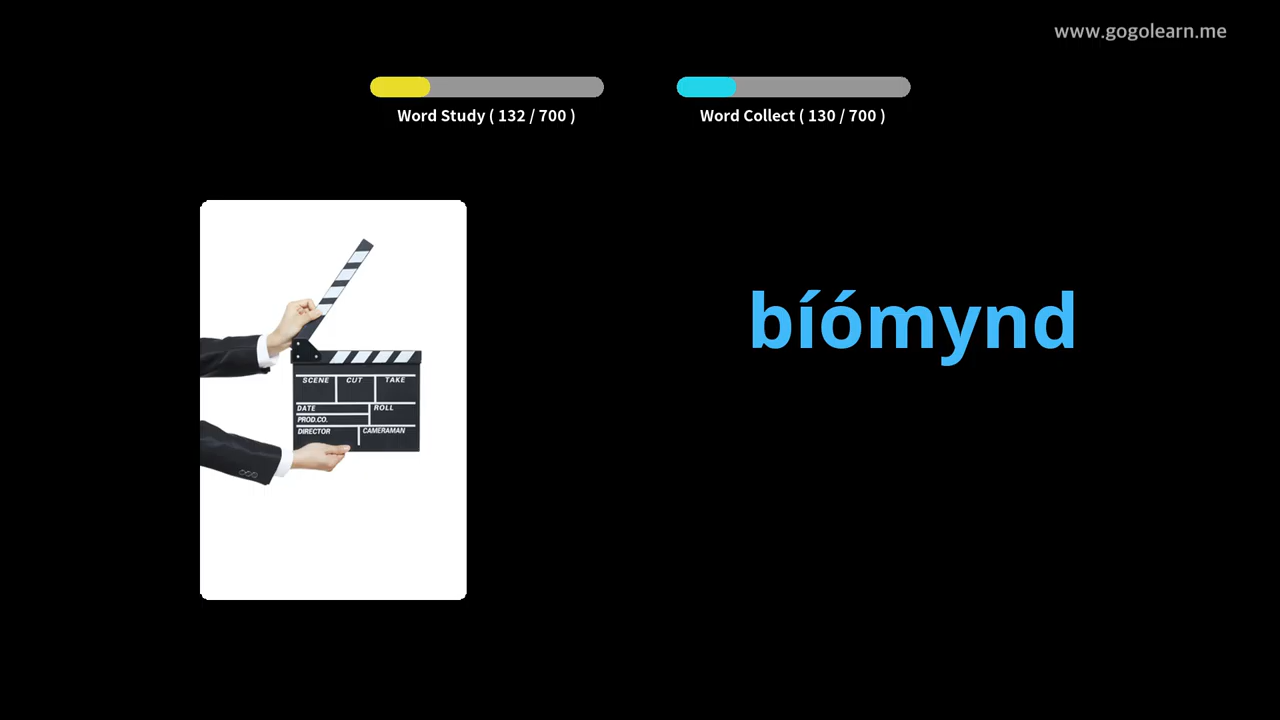 www.gogolearn.me
Word Study ( 132 / 700 )
Word Collect ( 130 / 700 )
bíómynd
SCENE CUT TAKE
DATE ROLL
PROD.CO.
DIRECTOR CAMERAMAN